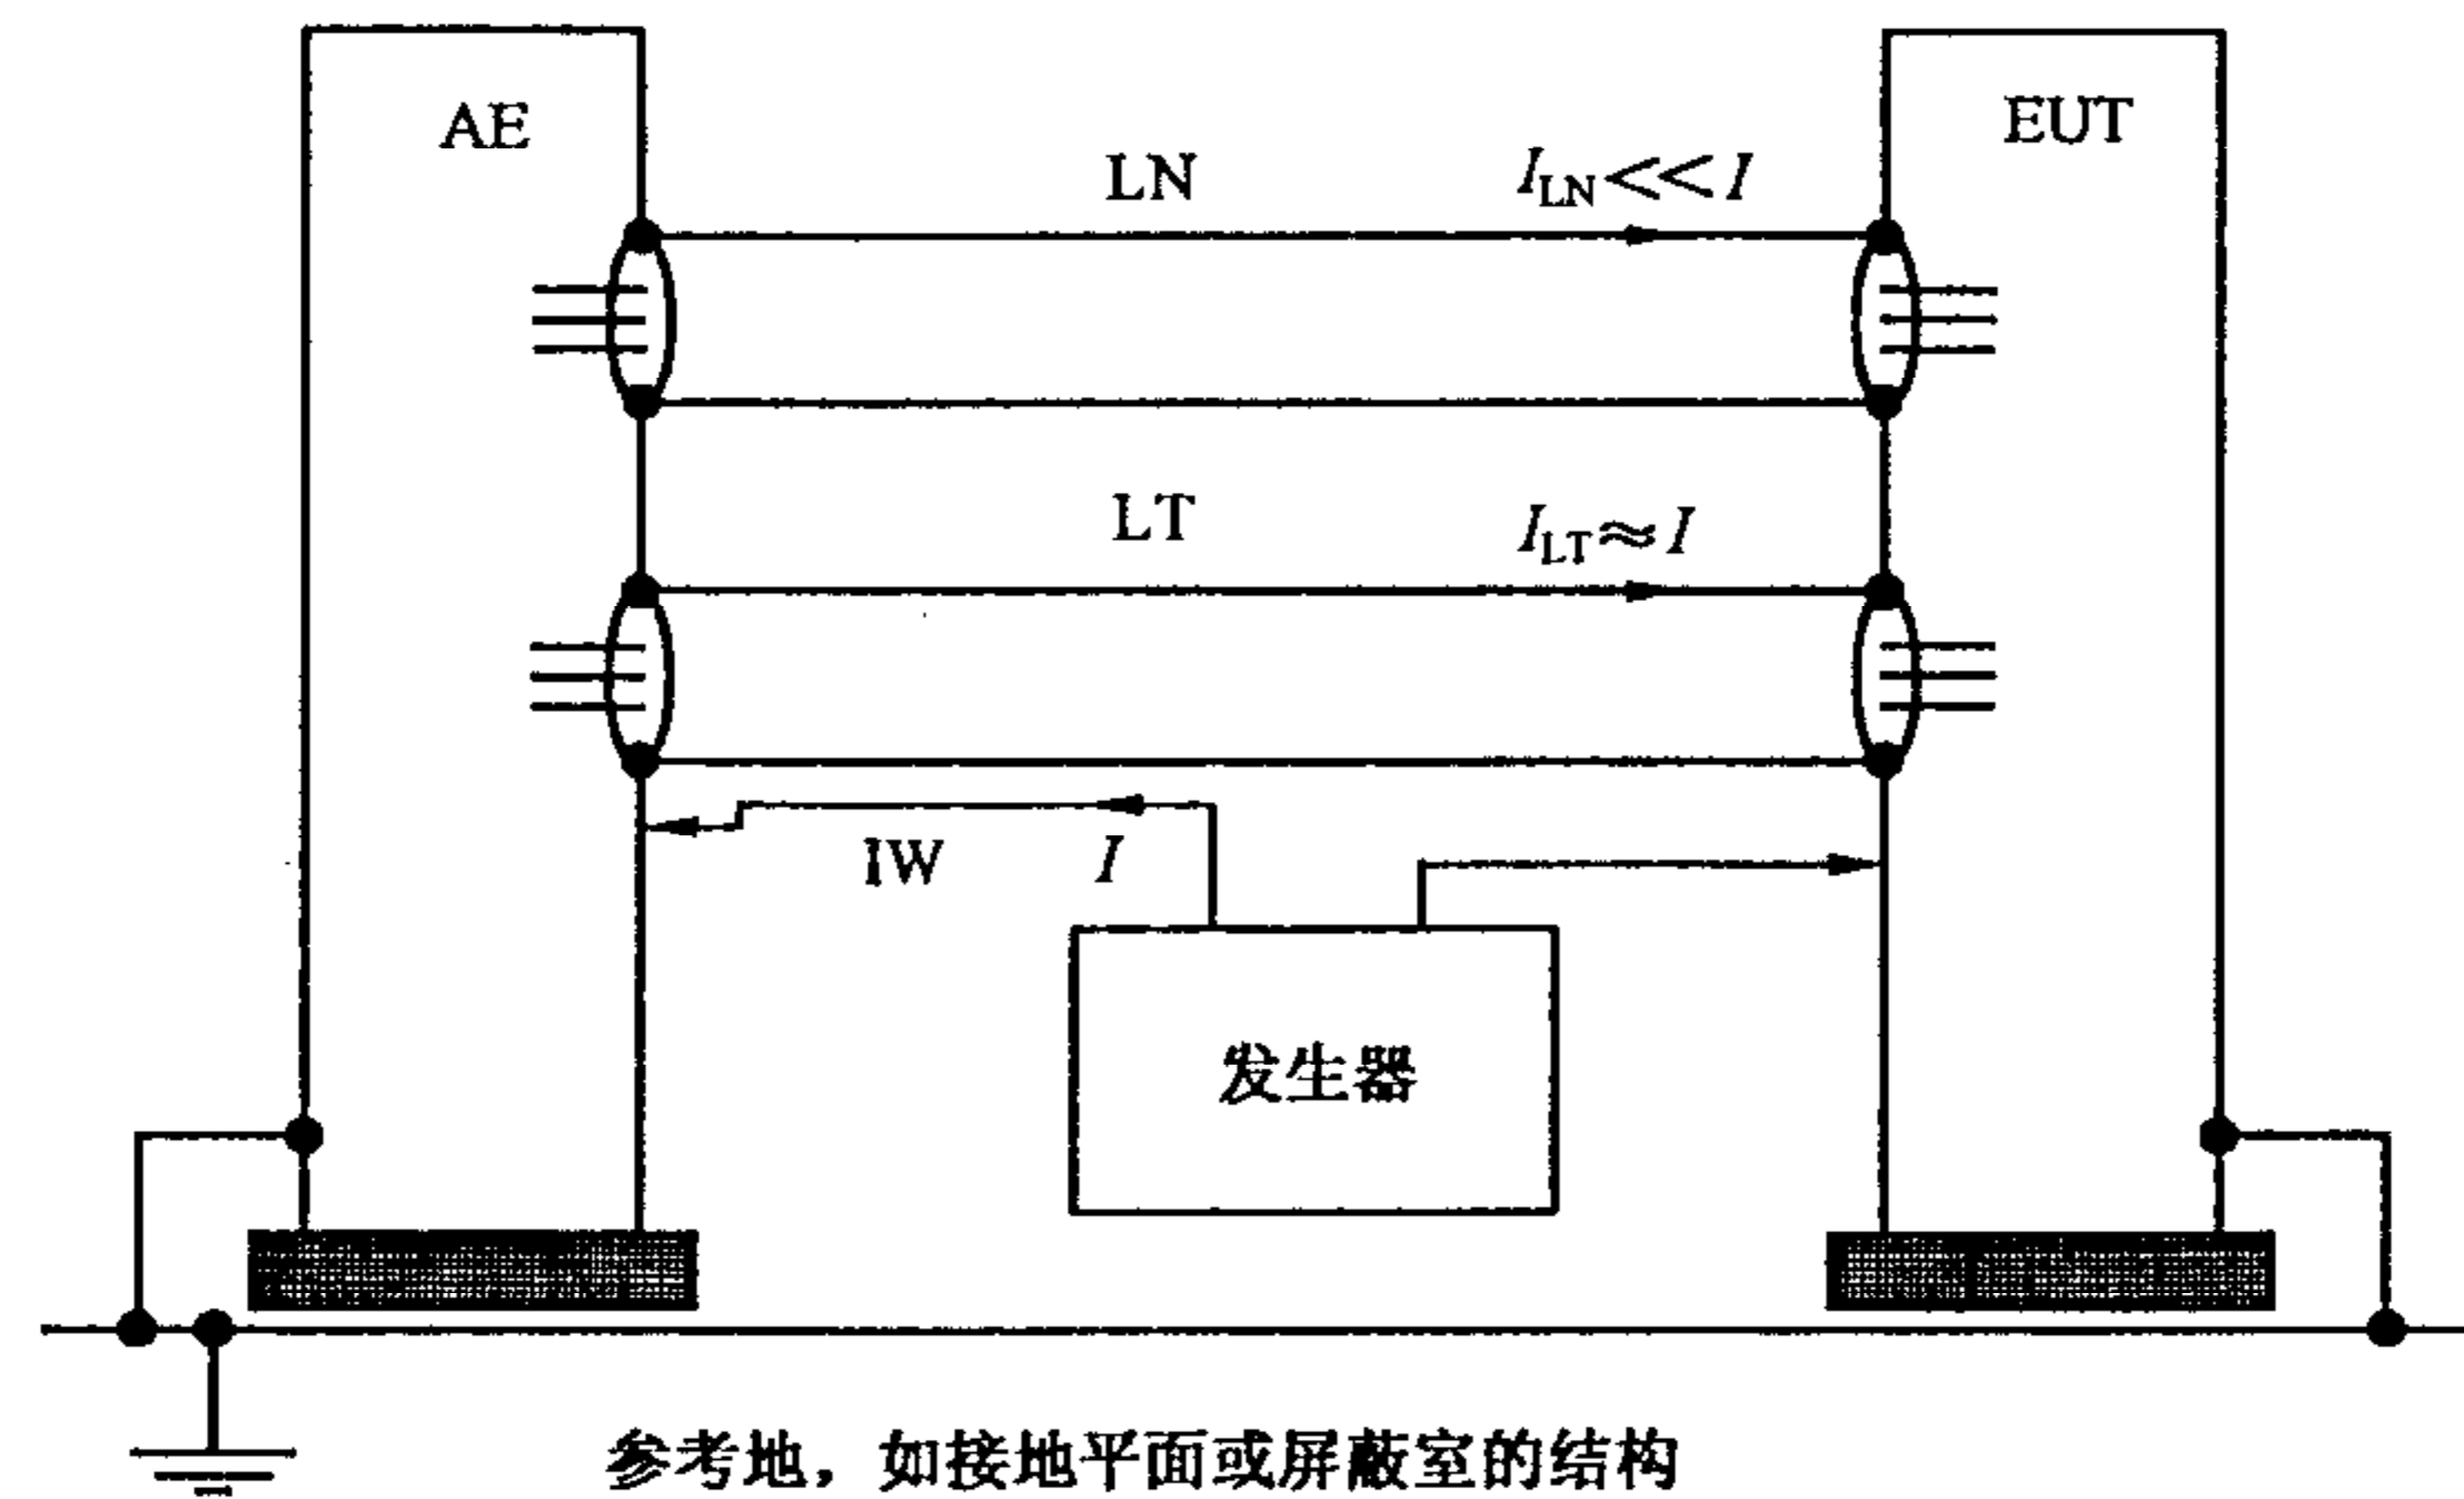 AE
EUT
LN
I_LN<<I
LT
I_LT≈I
IW
I
发生器
参考地，如接地平面或屏蔽室的结构